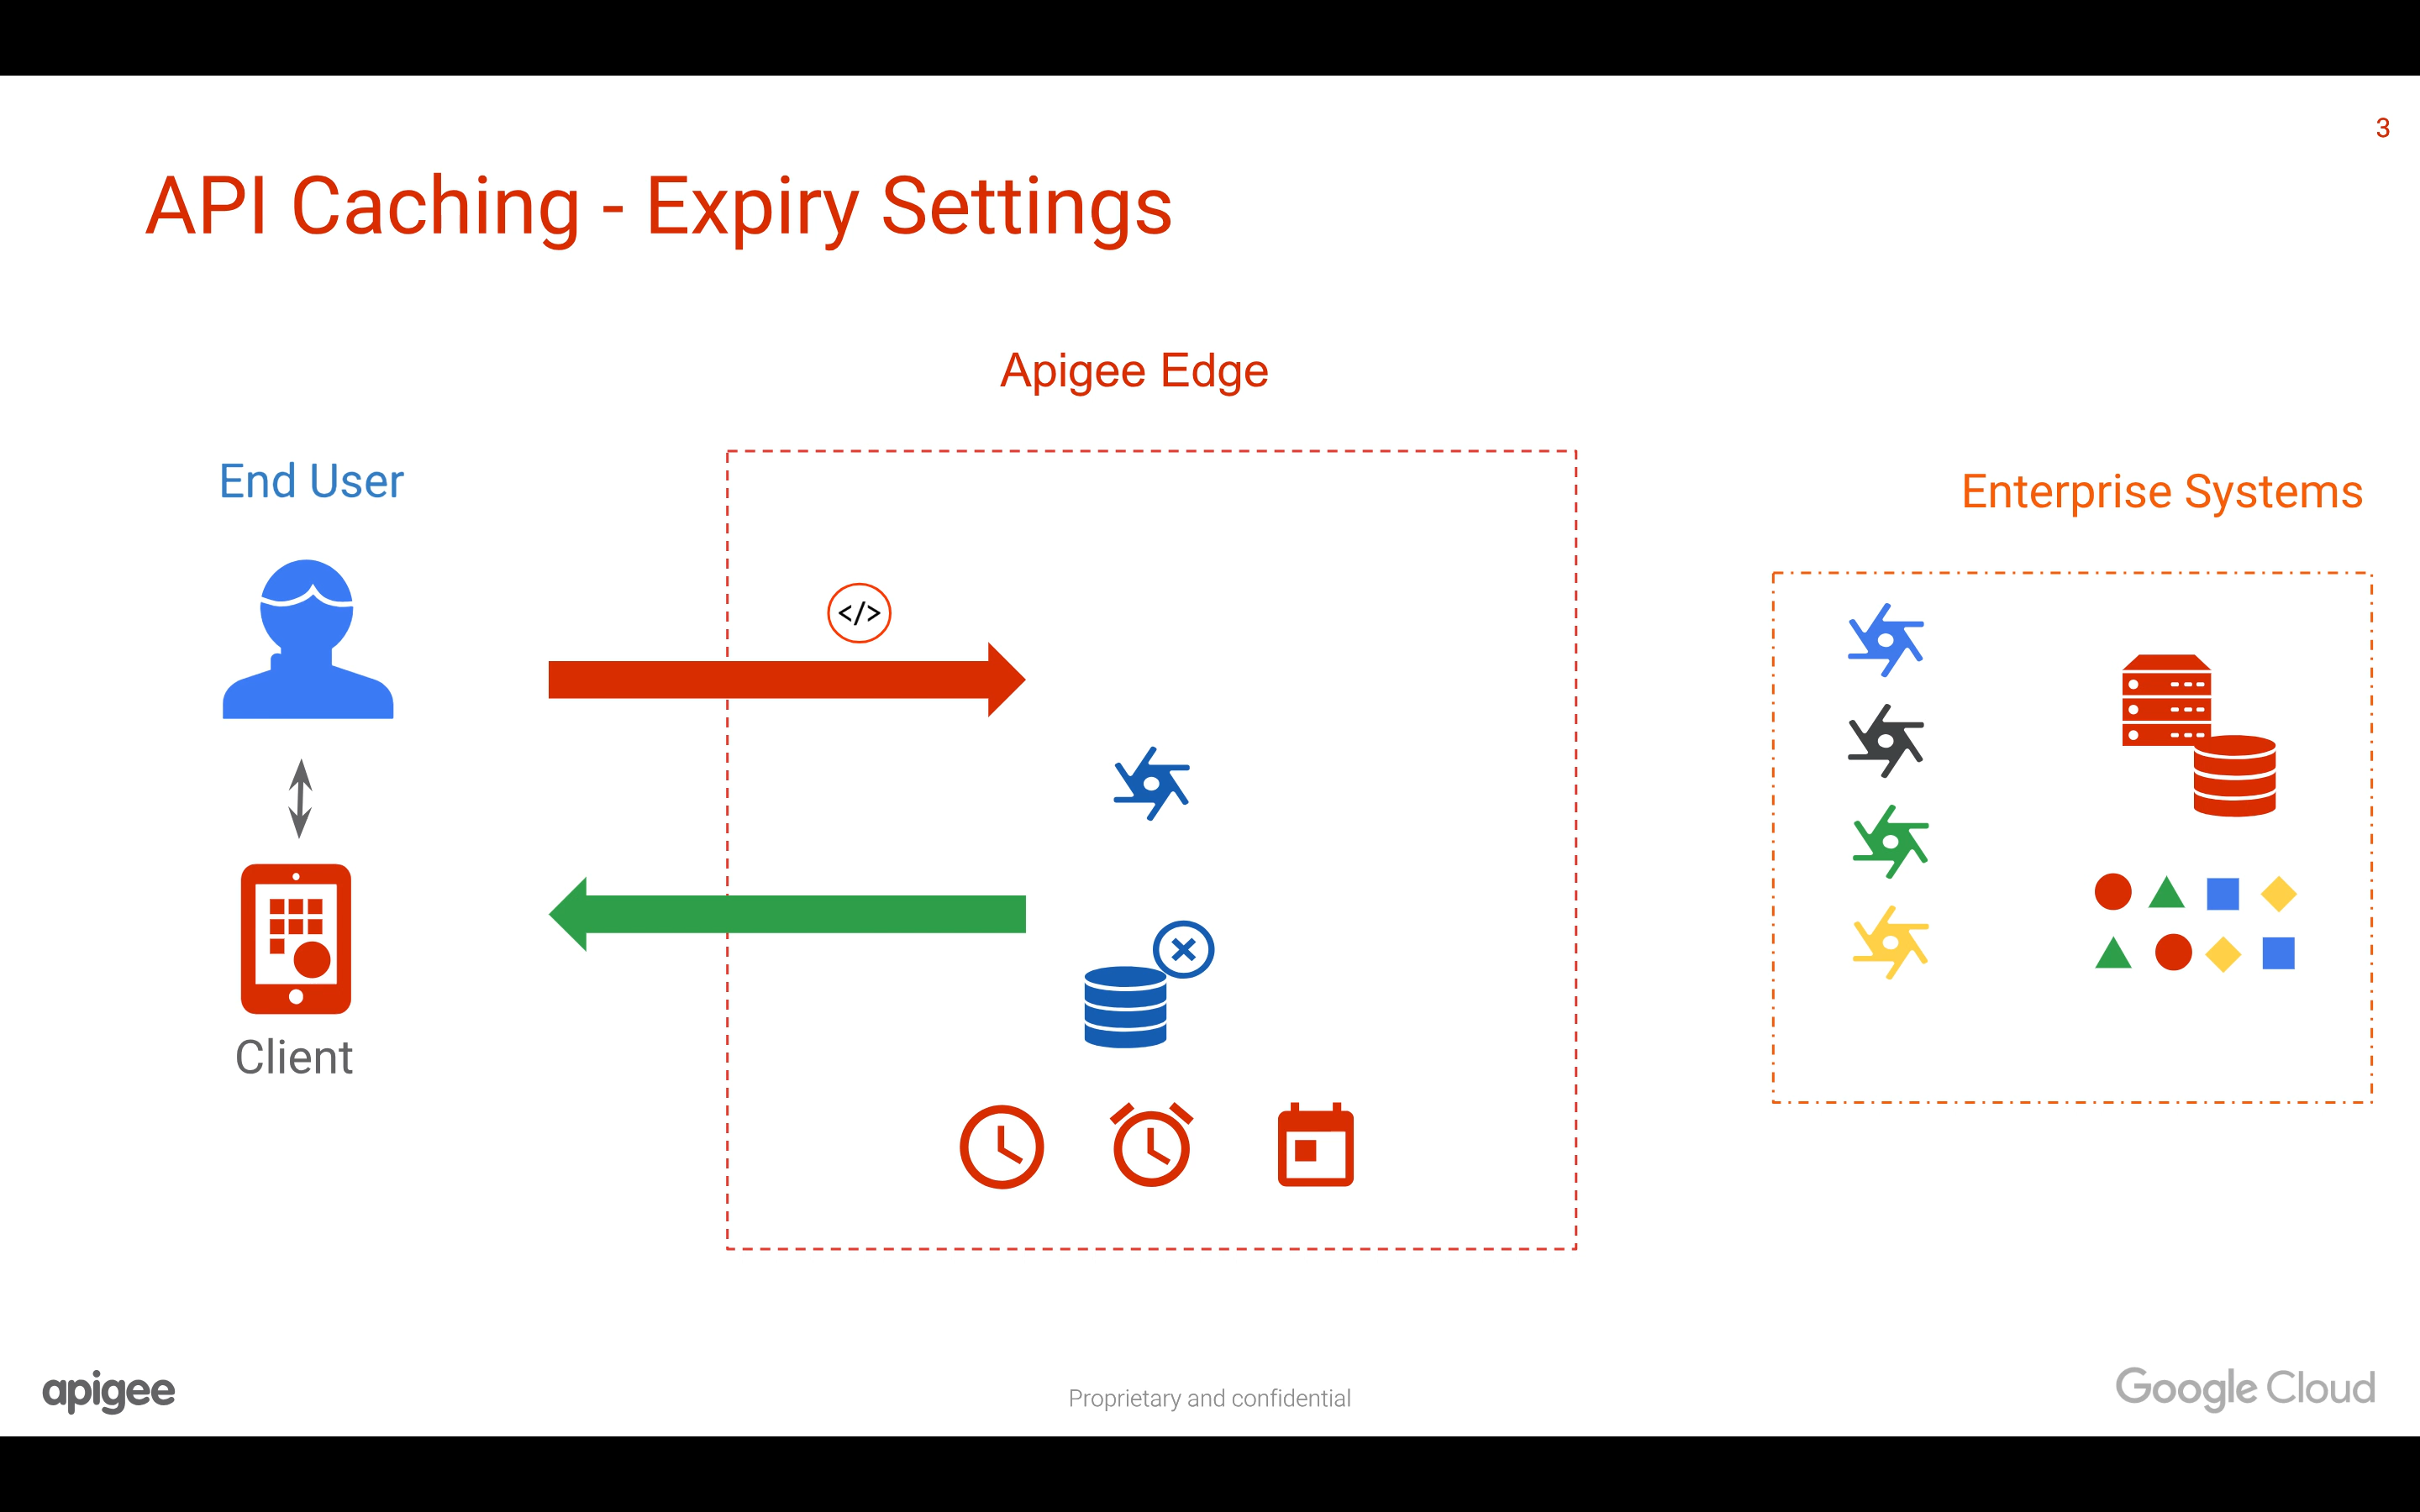 3
API Caching - Expiry Settings
Apigee Edge
End User
Enterprise Systems
</>
Client
apigee
Proprietary and confidential
Google Cloud